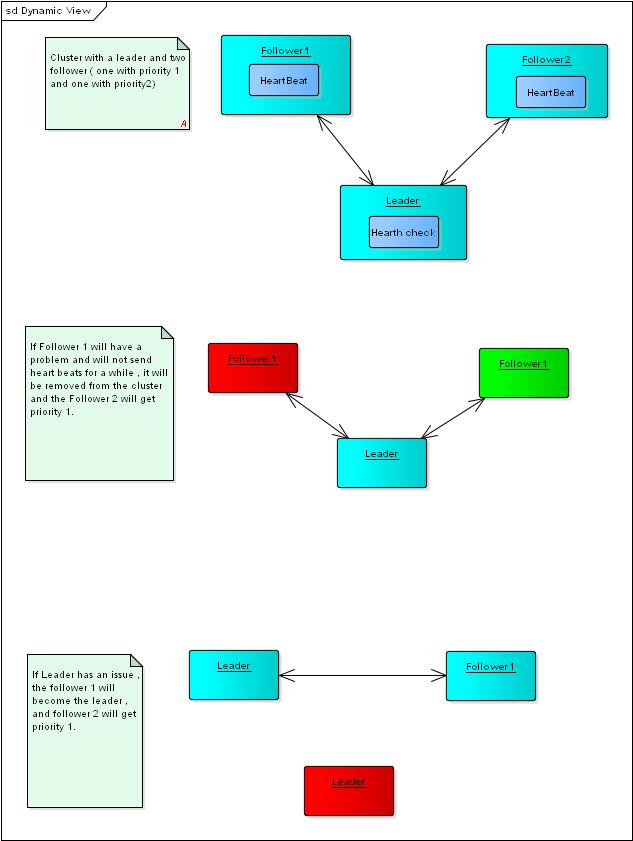 sd Dynamic View
Cluster with a leader and two
follower ( one with priority 1
and one with priority2)
A
Follower1
HeartBeat
Follower2
HeartBeat
Leader
Hearth check
If Follower 1 will have a
problem and will not send
heart beats for a while , it will
be removed from the cluster
and the Follower 2 will get
priority 1.
Follower1
Follower1
Leader
If Leader has an issue ,
the follower 1 will
become the leader ,
and follower 2 will get
priority 1.
Leader
Follower1
Leader